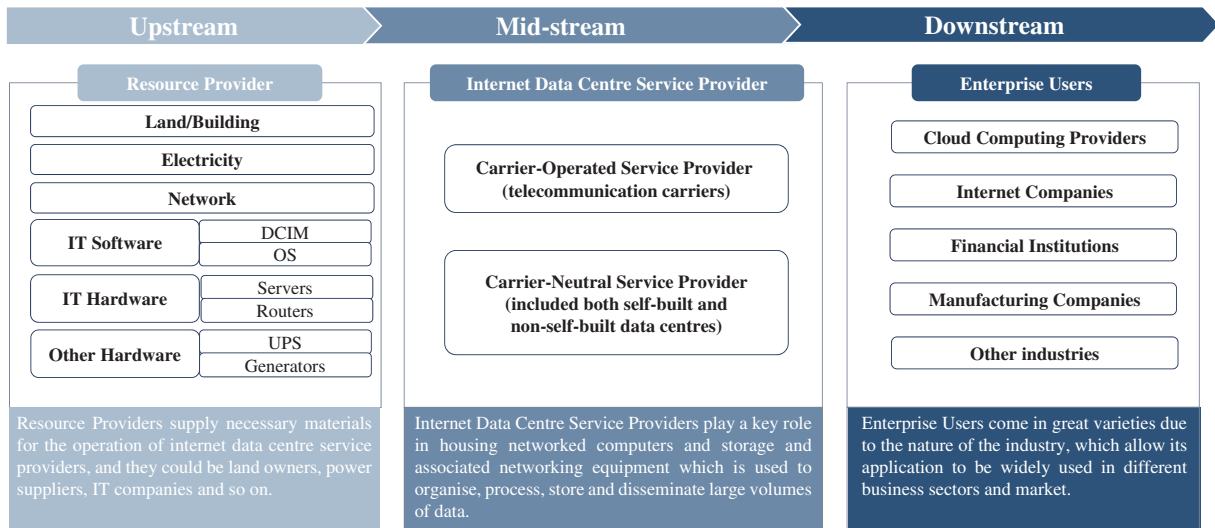 Upstream
Mid-stream
Downstream
Resource Provider
Land/Building
Electricity
Network
IT Software
DCIM
OS
IT Hardware
Servers
Routers
Other Hardware
UPS
Generators
Resource Providers supply necessary materials
for the operation of internet data centre service
providers, and they could be land owners, power
suppliers, IT companies and so on.
Internet Data Centre Service Provider
Carrier-Operated Service Provider
(telecommunication carriers)
Carrier-Neutral Service Provider
(included both self-built and
non-self-built data centres)
Internet Data Centre Service Providers play a key role
in housing networked computers and storage and
associated networking equipment which is used to
organise, process, store and disseminate large volumes
of data.
Enterprise Users
Cloud Computing Providers
Internet Companies
Financial Institutions
Manufacturing Companies
Other industries
Enterprise Users come in great varieties due
to the nature of the industry, which allow its
application to be widely used in different
business sectors and market.